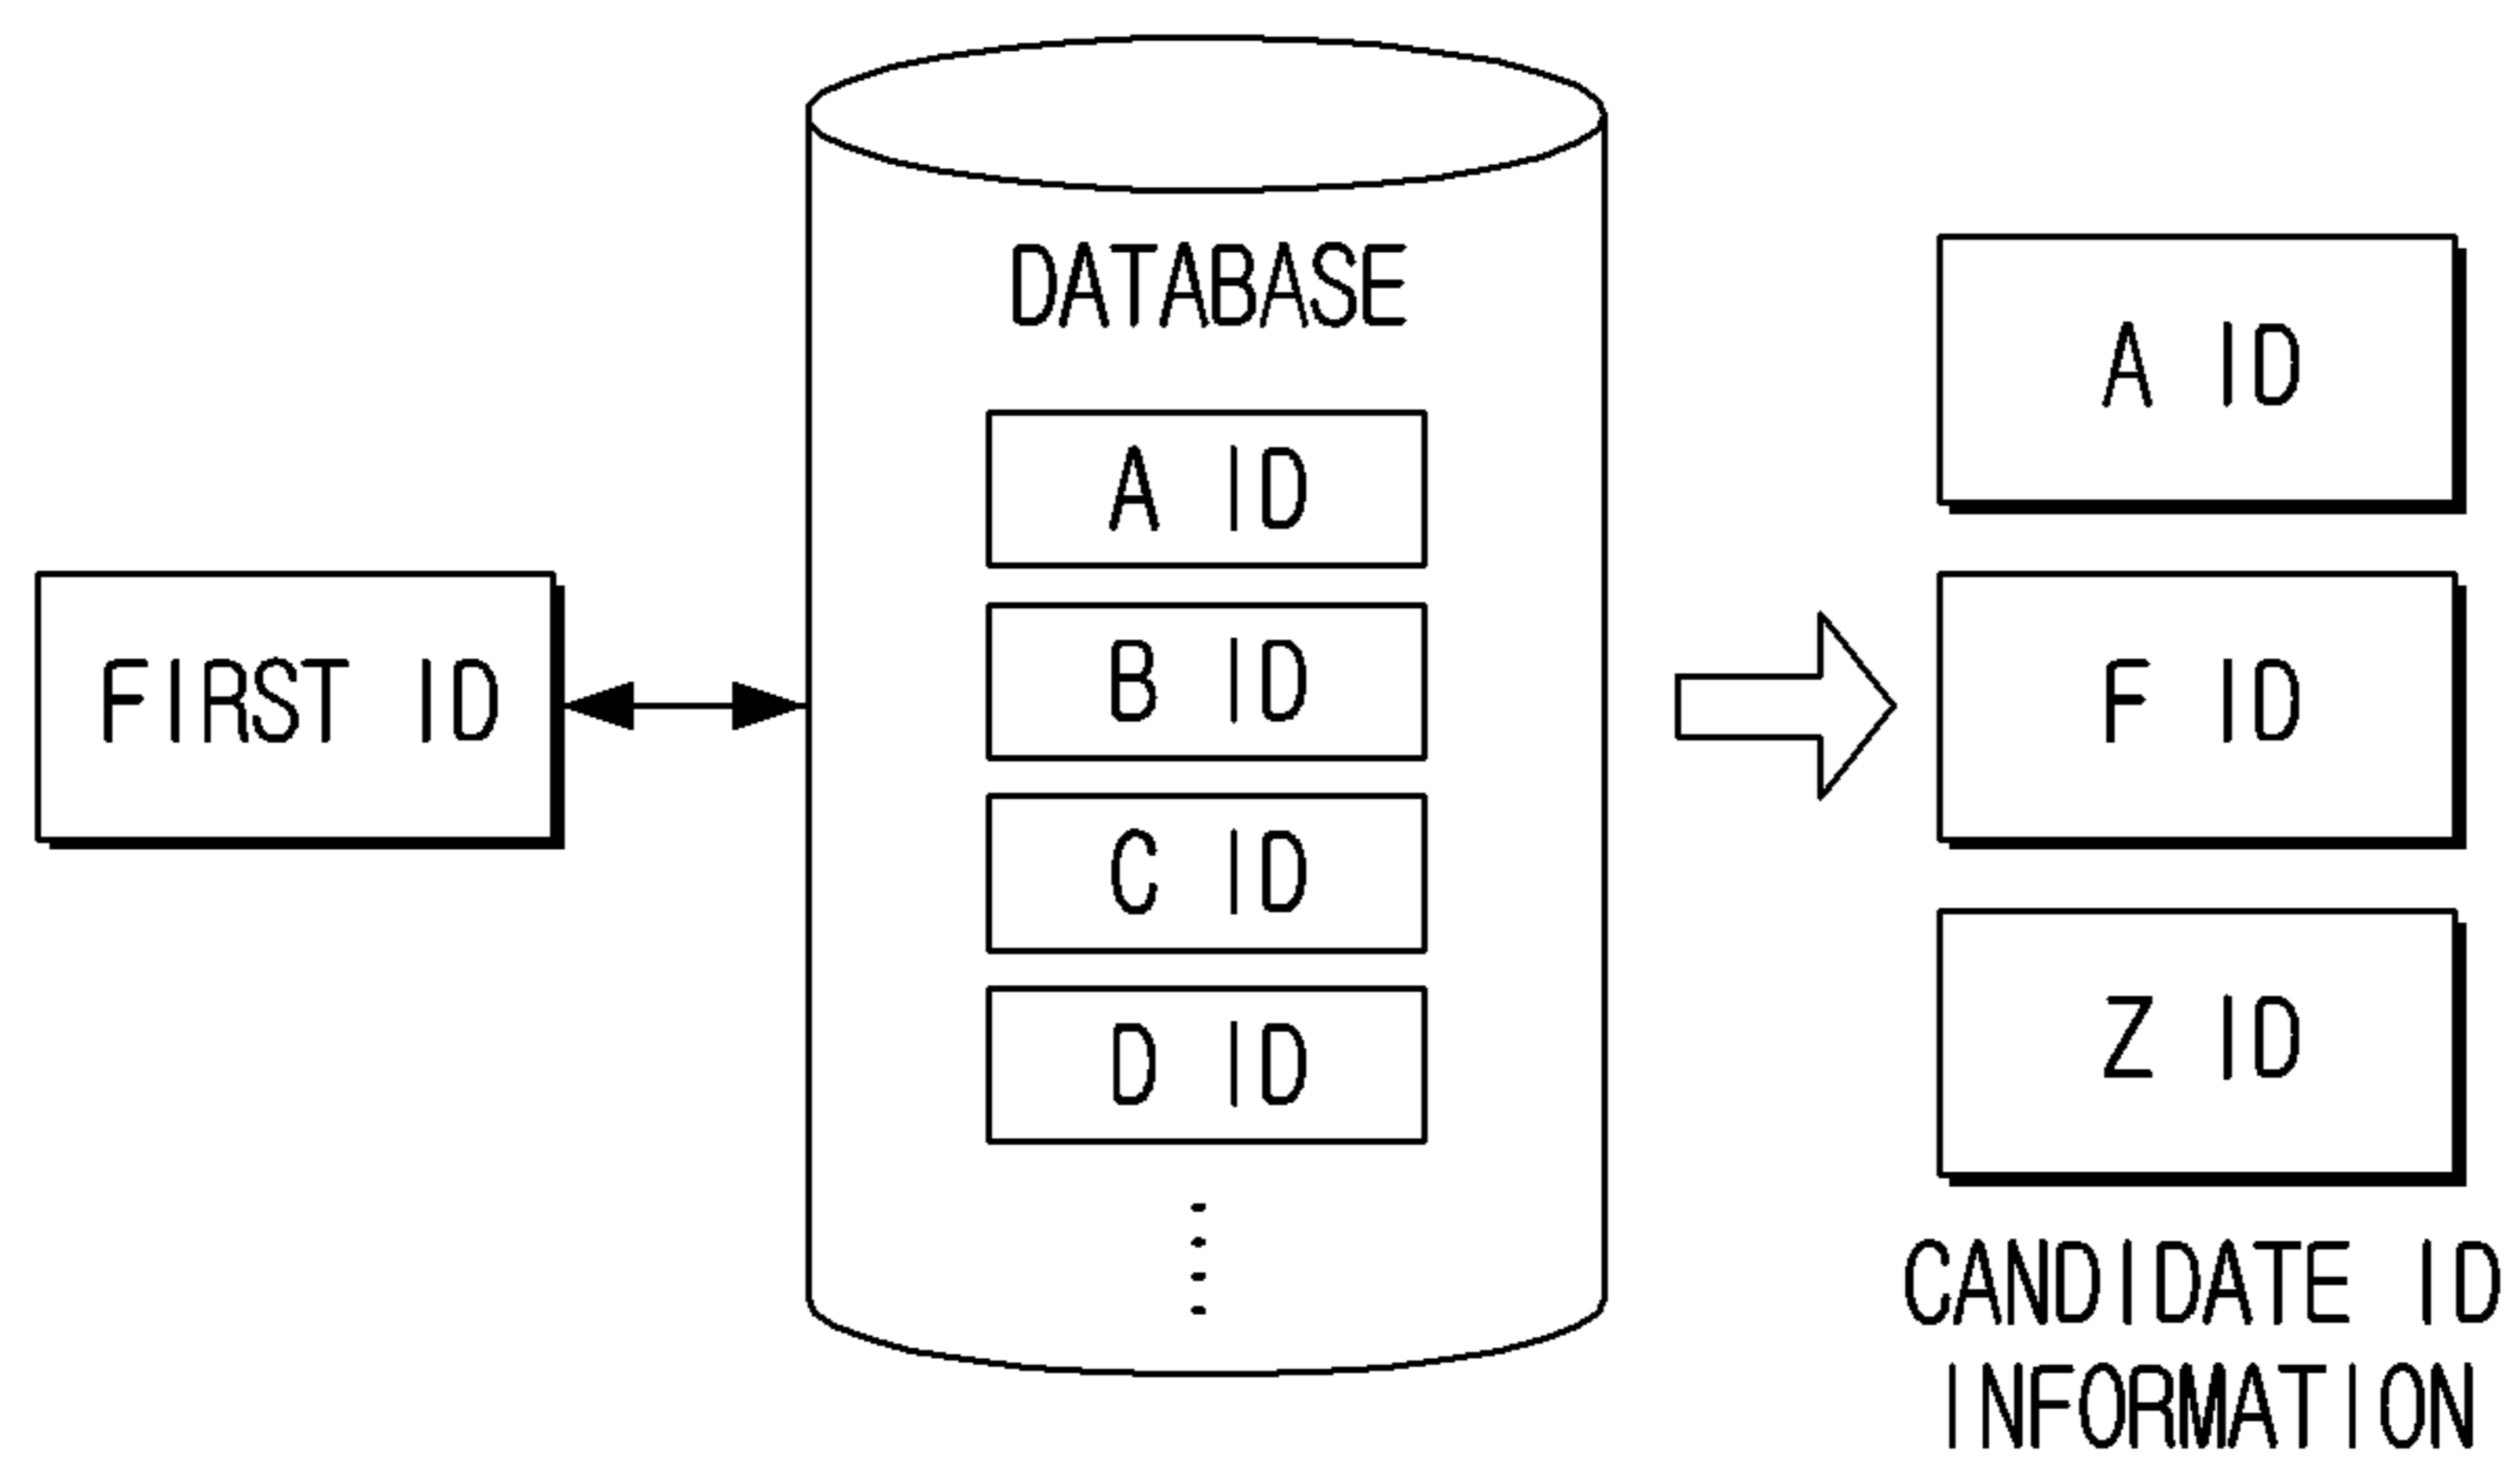 FIRST ID
DATABASE
A ID
B ID
C ID
D ID
A ID
F ID
Z ID
CANDIDATE ID
INFORMATION